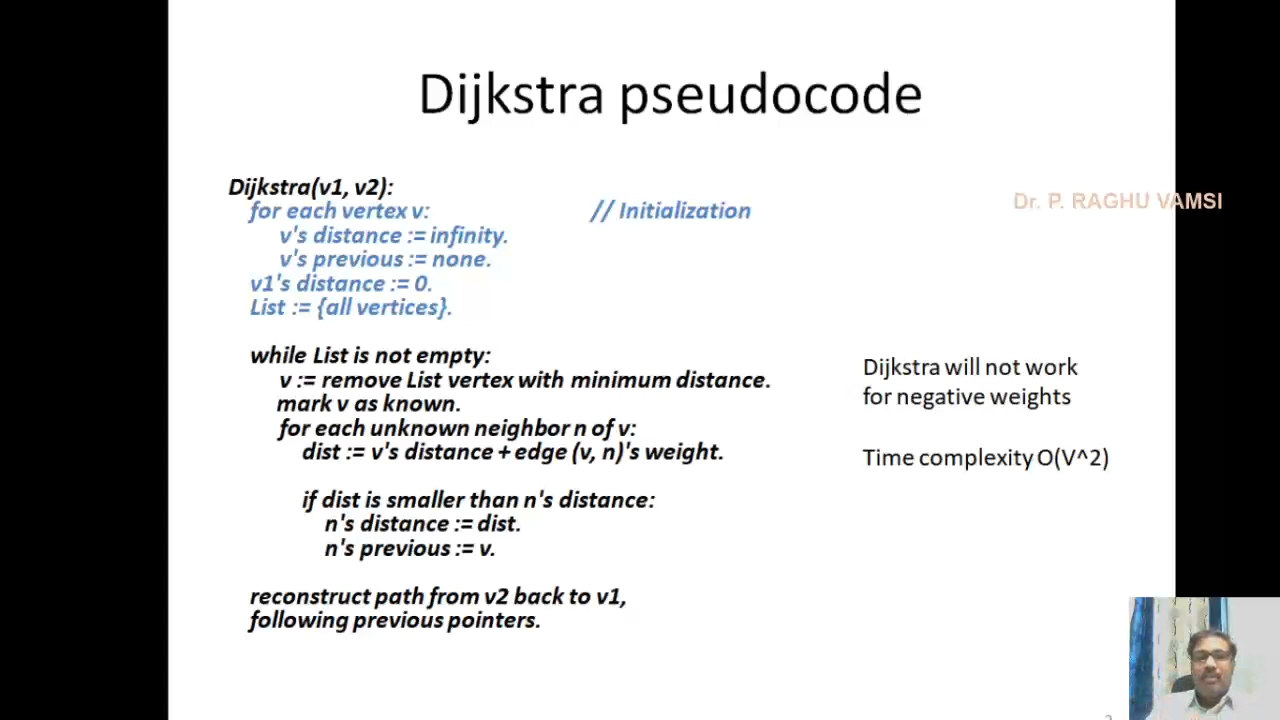 Dijkstra pseudocode
Dr. P. RAGHU VAMSI
Dijkstra(v1, v2):
for each vertex v: // Initialization
v's distance := infinity.
v's previous := none.
v1's distance := 0.
List := {all vertices}.
while List is not empty:
v := remove List vertex with minimum distance.
mark v as known.
for each unknown neighbor n of v:
dist := v's distance + edge (v, n)'s weight.
if dist is smaller than n's distance:
n's distance := dist.
n's previous := v.
reconstruct path from v2 back to v1,
following previous pointers.
Dijkstra will not work
for negative weights
Time complexity O(V^2)